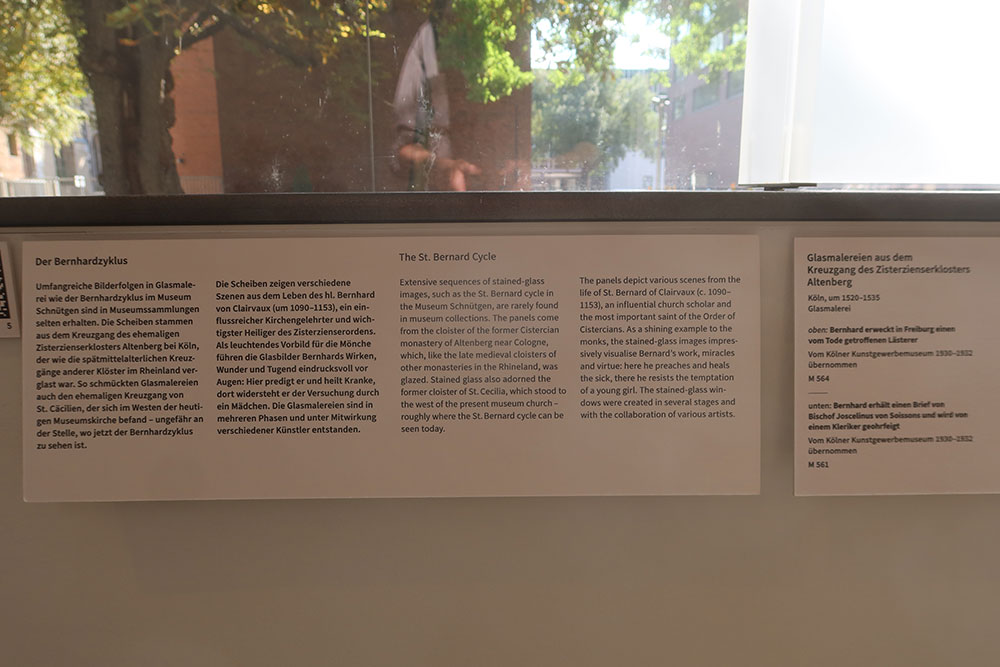 5
Der Bernhardzyklus
Umfangreiche Bilderfolgen in Glasmale-
rei wie der Bernhardzyklus im Museum
Schnütgen sind in Museumssammlungen
selten erhalten. Die Scheiben stammen
aus dem Kreuzgang des ehemaligen
Zisterzienserklosters Altenberg bei Köln,
der wie die spätmittelalterlichen Kreuz-
gänge anderer Klöster im Rheinland ver-
glast war. So schmückten Glasmalereien
auch den ehemaligen Kreuzgang von
St. Cäcilien, der sich im Westen der heuti-
gen Museumskirche befand – ungefähr an
der Stelle, wo jetzt der Bernhardzyklus
zu sehen ist.
Die Scheiben zeigen verschiedene
Szenen aus dem Leben des hl. Bernhard
von Clairvaux (um 1090–1153), ein ein-
flussreicher Kirchengelehrter und wich-
tigster Heiliger des Zisterzienserordens.
Als leuchtendes Vorbild für die Mönche
führen die Glasbilder Bernhards Wirken,
Wunder und Tugend eindrucksvoll vor
Augen: Hier predigt er und heilt Kranke,
dort widersteht er der Versuchung durch
ein Mädchen. Die Glasmalereien sind in
mehreren Phasen und unter Mitwirkung
verschiedener Künstler entstanden.
The St. Bernard Cycle
Extensive sequences of stained-glass
images, such as the St. Bernard cycle in
the Museum Schnütgen, are rarely found
in museum collections. The panels come
from the cloister of the former Cistercian
monastery of Altenberg near Cologne,
which, like the late medieval cloisters of
other monasteries in the Rhineland, was
glazed. Stained glass also adorned the
former cloister of St. Cecilia, which stood to
the west of the present museum church –
roughly where the St. Bernard cycle can be
seen today.
The panels depict various scenes from the
life of St. Bernard of Clairvaux (c. 1090–
1153), an influential church scholar and
the most important saint of the Order of
Cistercians. As a shining example to the
monks, the stained-glass images impres-
sively visualise Bernard's work, miracles
and virtue: here he preaches and heals
the sick, there he resists the temptation
of a young girl. The stained-glass win-
dows were created in several stages and
with the collaboration of various artists.
Glasmalereien aus dem
Kreuzgang des Zisterzienserklosters
Altenberg
Köln, um 1520–1535
Glasmalerei
oben: Bernhard erweckt in Freiburg einen
vom Tode getroffenen Lästerer
Vom Kölner Kunstgewerbemuseum 1930–1932
übernommen
M 564
unten: Bernhard erhält einen Brief von
Bischof Joscelinus von Soissons und wird von
einem Kleriker geohrfeigt
Vom Kölner Kunstgewerbemuseum 1930–1932
übernommen
M 561